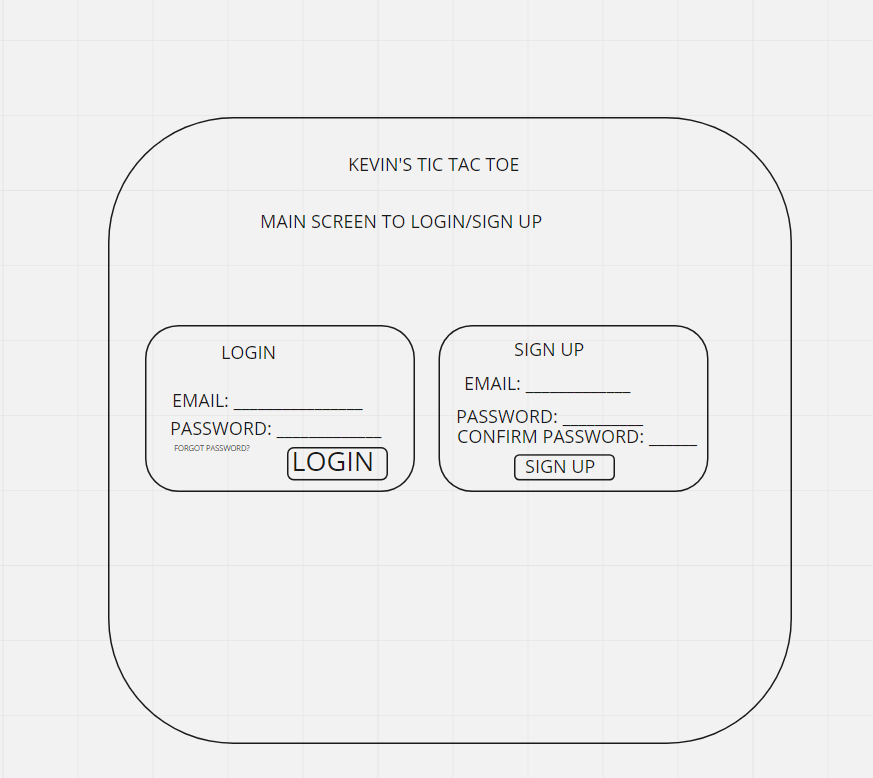 KEVIN'S TIC TAC TOE
MAIN SCREEN TO LOGIN/SIGN UP
LOGIN
EMAIL: _______________
PASSWORD: ____________
FORGOT PASSWORD?
LOGIN
SIGN UP
EMAIL: ____________
PASSWORD: _________
CONFIRM PASSWORD: _____
SIGN UP